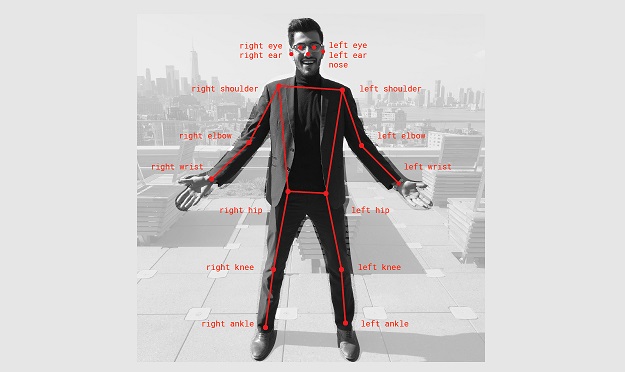 right eye
left eye
right ear
left ear
nose
right shoulder
left shoulder
right elbow
left elbow
right wrist
left wrist
right hip
left hip
right knee
left knee
right ankle
left ankle